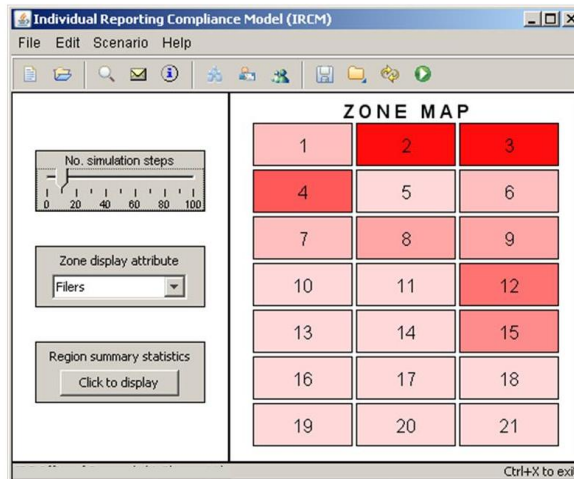 Individual Reporting Compliance Model (IRCM)
File Edit Scenario Help
No. simulation steps
0 20 40 60 80 100
Zone display attribute
Filers
Region summary statistics
Click to display
ZONE MAP
1 2 3
4 5 6
7 8 9
10 11 12
13 14 15
16 17 18
19 20 21
Ctrl+X to exit